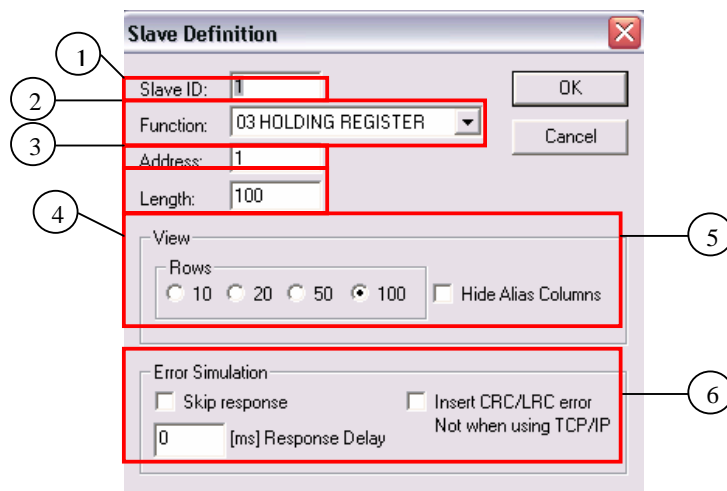 Slave Definition
1
Slave ID: 1
OK
2
Function: 03 HOLDING REGISTER
Cancel
3
Address: 1
Length: 100
4
5
View
Rows
10 20 50 100 Hide Alias Columns
Error Simulation
6
Skip response
Insert CRC/LRC error
Not when using TCP/IP
0 [ms] Response Delay